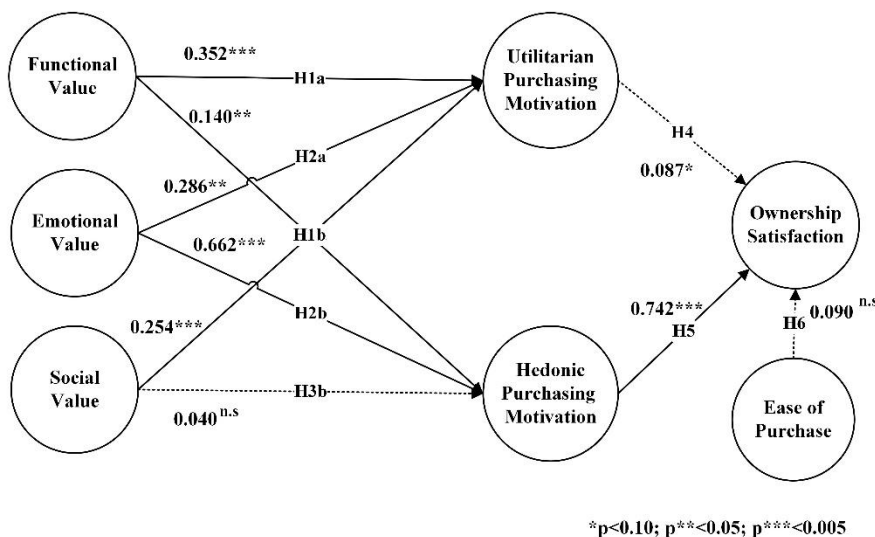 Functional
Value
0.352***
H1a
0.140**
Utilitarian
Purchasing
Motivation
H4
0.087*
H2a
0.286**
Emotional
Value
H1b
0.662***
Ownership
Satisfaction
H2b
0.254***
0.742***
H5
H6
0.090 n.s
Social
Value
H3b
0.040 n.s
Hedonic
Purchasing
Motivation
Ease of
Purchase
*p<0.10; p**<0.05; p***<0.005